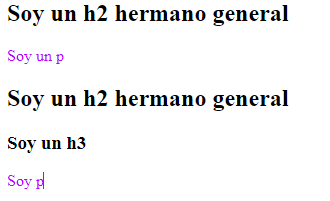 Soy un h2 hermano general
Soy un p
Soy un h2 hermano general
Soy un h3
Soy p